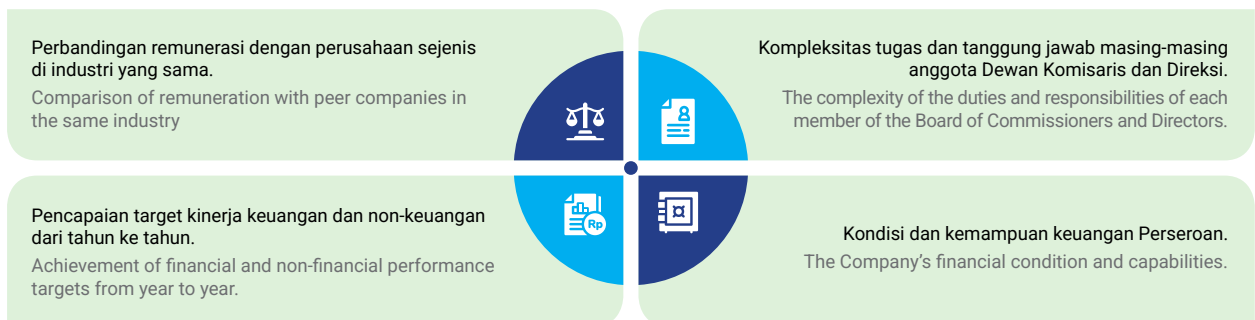 Perbandingan remunerasi dengan perusahaan sejenis
di industri yang sama.
Comparison of remuneration with peer companies in
the same industry
Kompleksitas tugas dan tanggung jawab masing-masing
anggota Dewan Komisaris dan Direksi.
The complexity of the duties and responsibilities of each
member of the Board of Commissioners and Directors.
Pencapaian target kinerja keuangan dan non-keuangan
dari tahun ke tahun.
Achievement of financial and non-financial performance
targets from year to year.
Rp
Kondisi dan kemampuan keuangan Perseroan.
The Company's financial condition and capabilities.